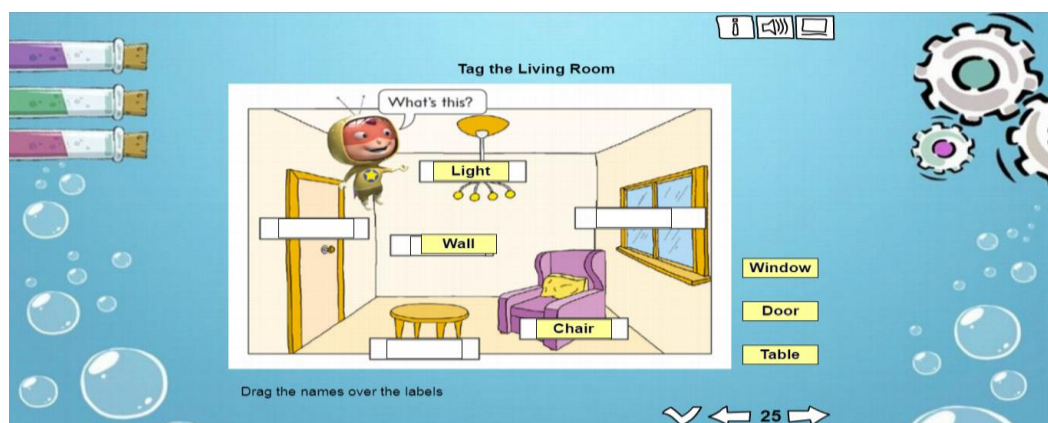 Tag the Living Room
What's this?
Light
Wall
Chair
Window
Door
Table
Drag the names over the labels
25